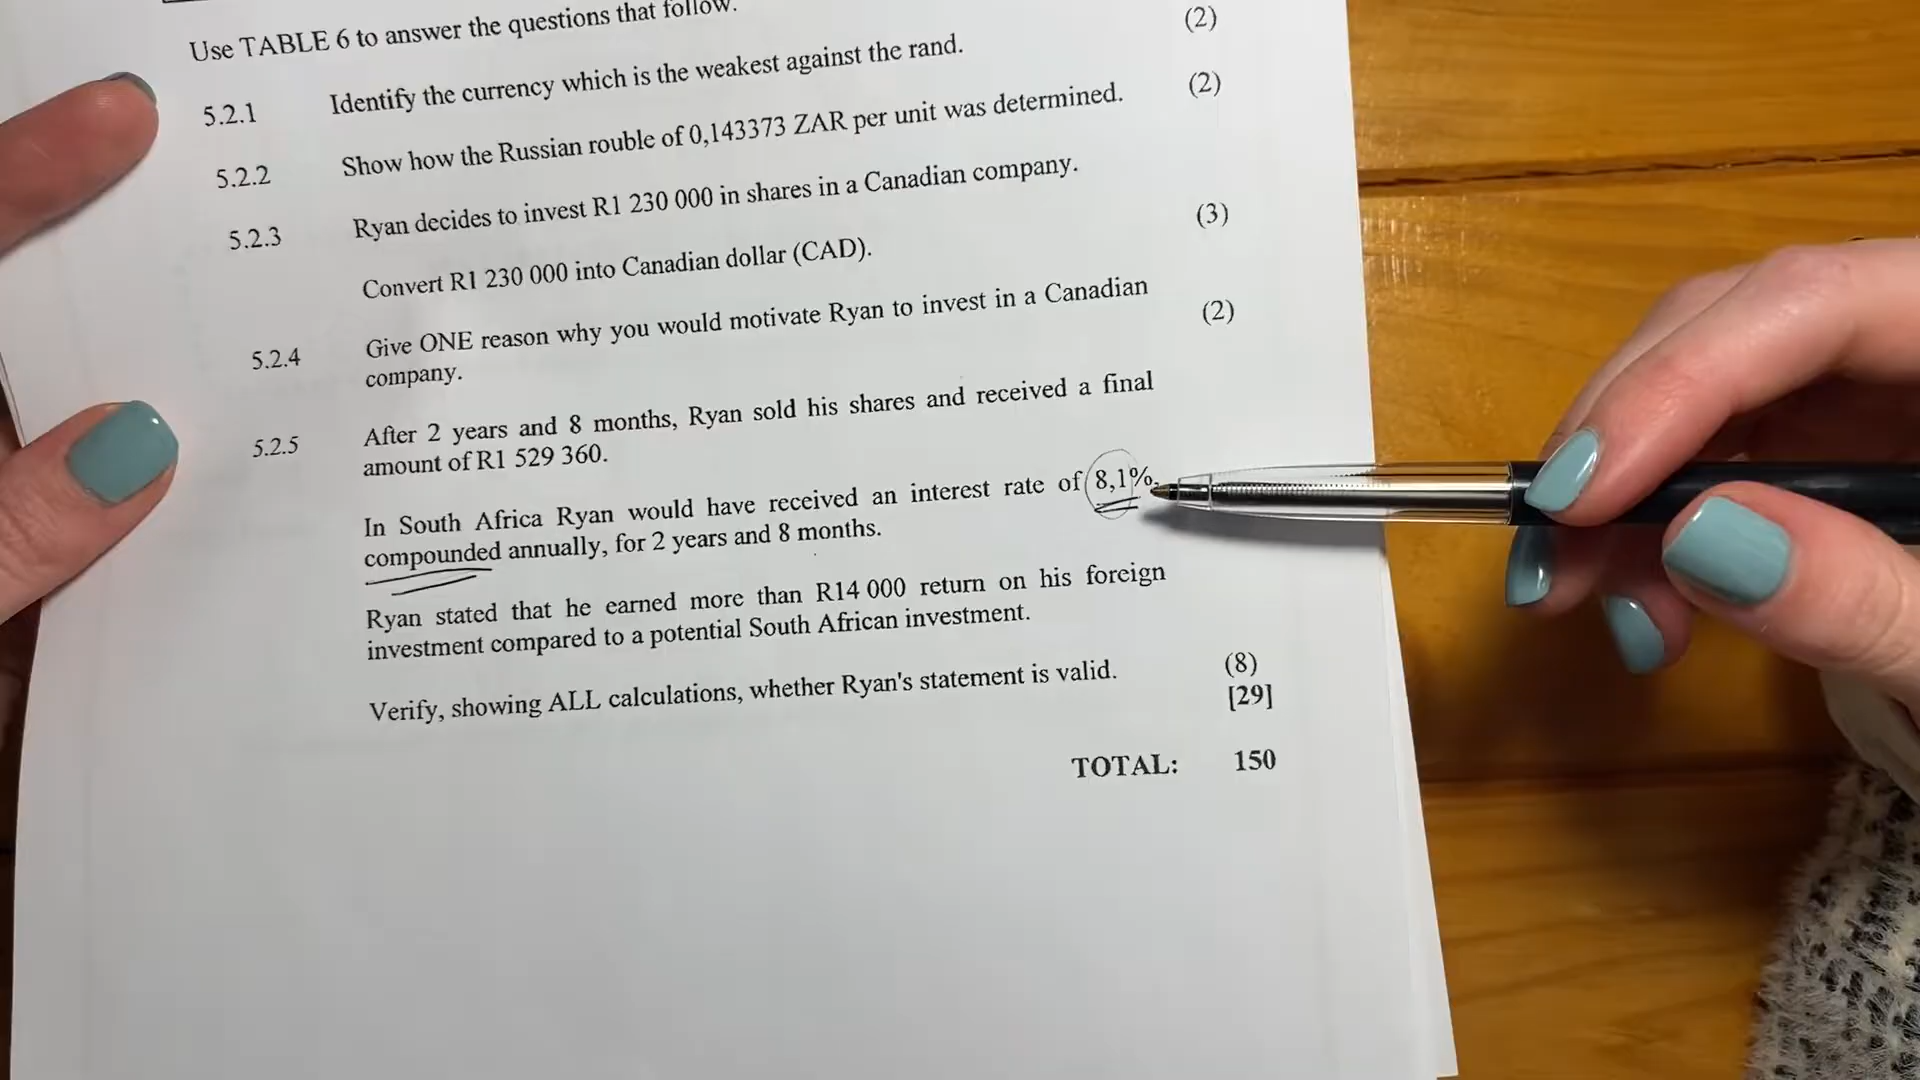 Use TABLE 6 to answer the questions that follow.
5.2.1 Identify the currency which is the weakest against the rand. (2)
5.2.2 Show how the Russian rouble of 0,143373 ZAR per unit was determined. (2)
5.2.3 Ryan decides to invest R1 230 000 in shares in a Canadian company.
Convert R1 230 000 into Canadian dollar (CAD). (3)
5.2.4 Give ONE reason why you would motivate Ryan to invest in a Canadian
company. (2)
5.2.5 After 2 years and 8 months, Ryan sold his shares and received a final
amount of R1 529 360.
In South Africa Ryan would have received an interest rate of 8,1%,
compounded annually, for 2 years and 8 months.
Ryan stated that he earned more than R14 000 return on his foreign
investment compared to a potential South African investment.
Verify, showing ALL calculations, whether Ryan's statement is valid. (8)
[29]
TOTAL: 150